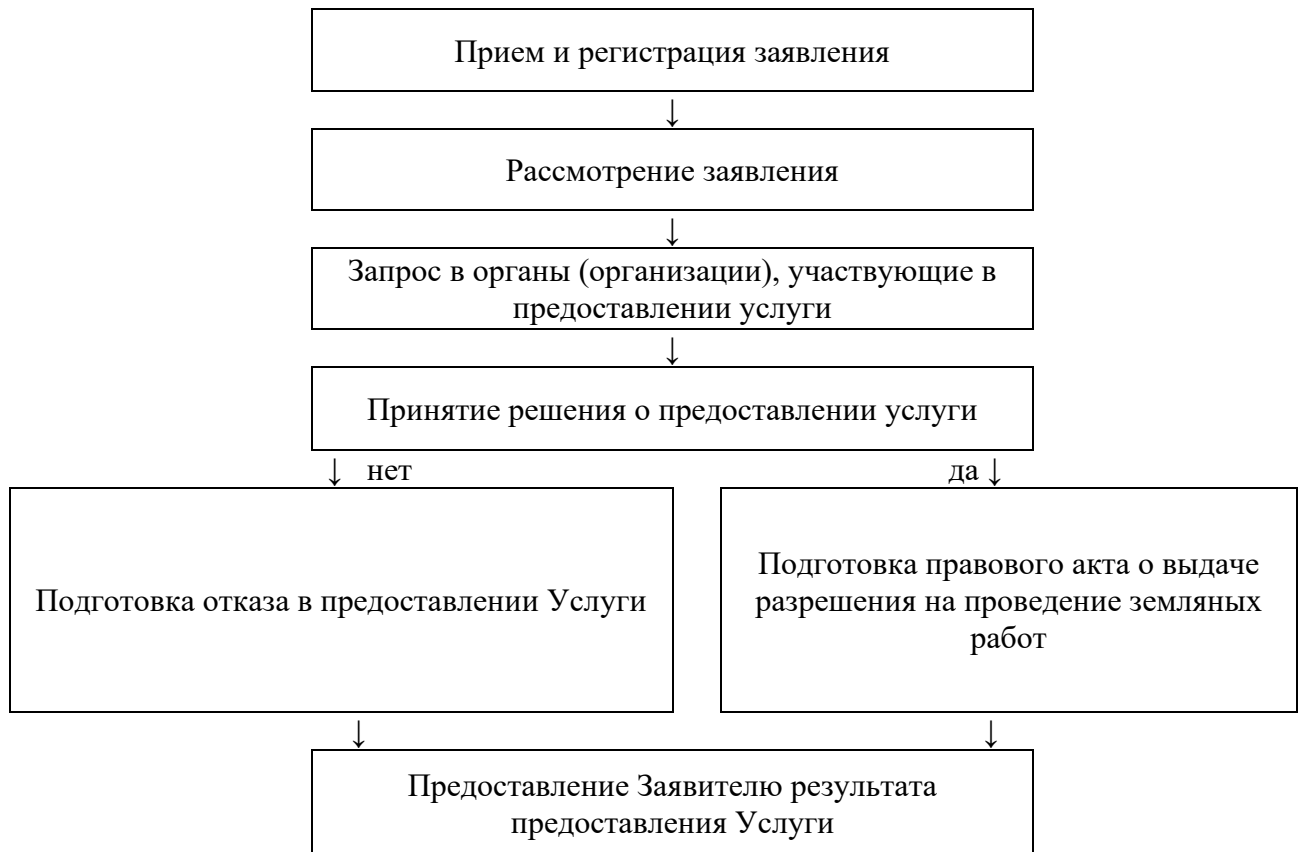 Прием и регистрация заявления
↓
Рассмотрение заявления
↓
Запрос в органы (организации), участвующие в
предоставлении услуги
↓
Принятие решения о предоставлении услуги
↓ нет
да ↓
Подготовка отказа в предоставлении Услуги
Подготовка правового акта о выдаче
разрешения на проведение земляных
работ
↓
↓
Предоставление Заявителю результата
предоставления Услуги